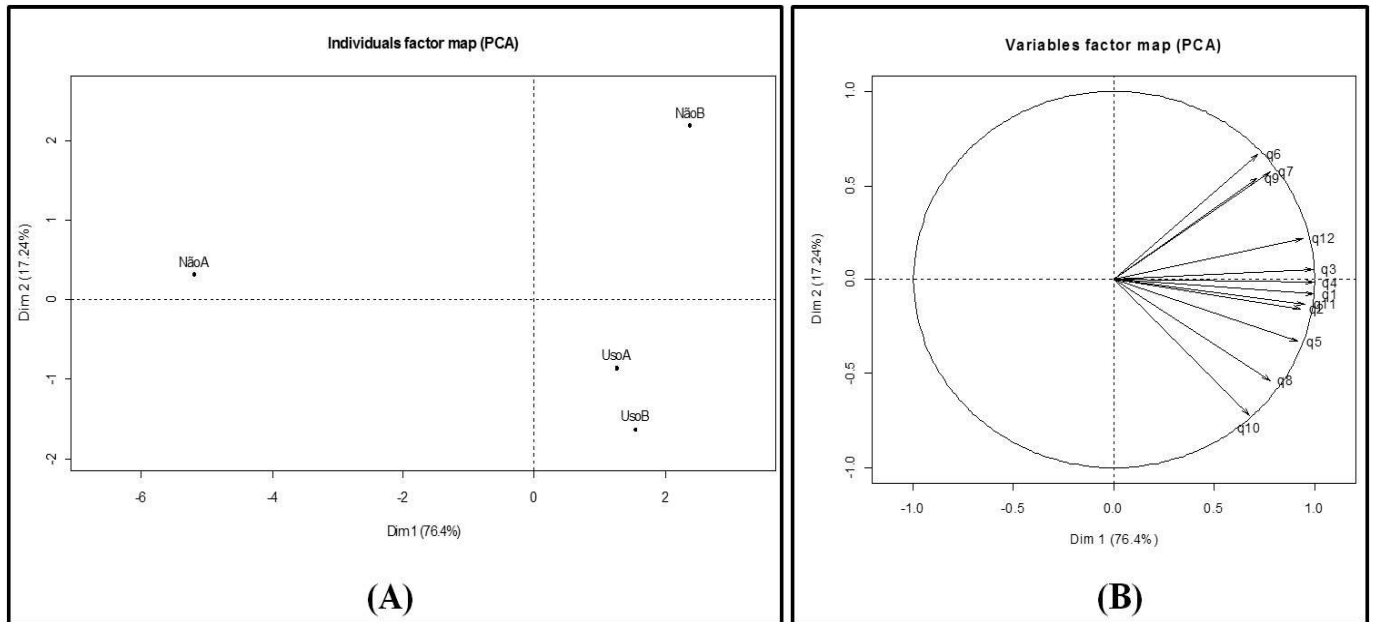 Individuals factor map (PCA)
NãoB
NãoA
UsoA
UsoB
2
1
0
-1
-2
Dim 2 (17.24%)
-6
-4
-2
0
2
Dim 1 (76.4%)
(A)
Variables factor map (PCA)
1.0
0.5
0.0
-0.5
-1.0
Dim 2 (17.24%)
q6
q7
q9
q12
q3
q4
q1
q11
q2
q5
q8
q10
-1.0
-0.5
0.0
0.5
1.0
Dim 1 (76.4%)
(B)